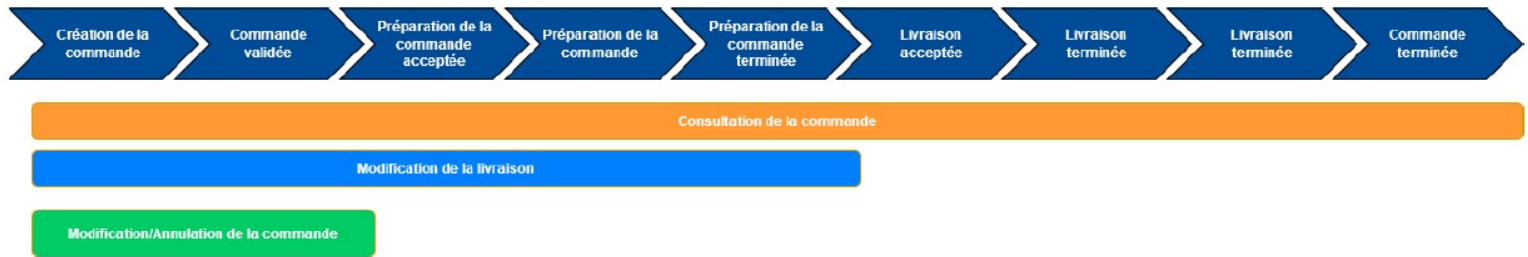 Création de la
commande
Commande
validée
Préparation de la
commande
acceptée
Préparation de la
commande
Préparation de la
commande
terminée
Livraison
acceptée
Livraison
terminée
Livraison
terminée
Commande
terminée
Consultation de la commande
Modification de la livraison
Modification/Annulation de la commande